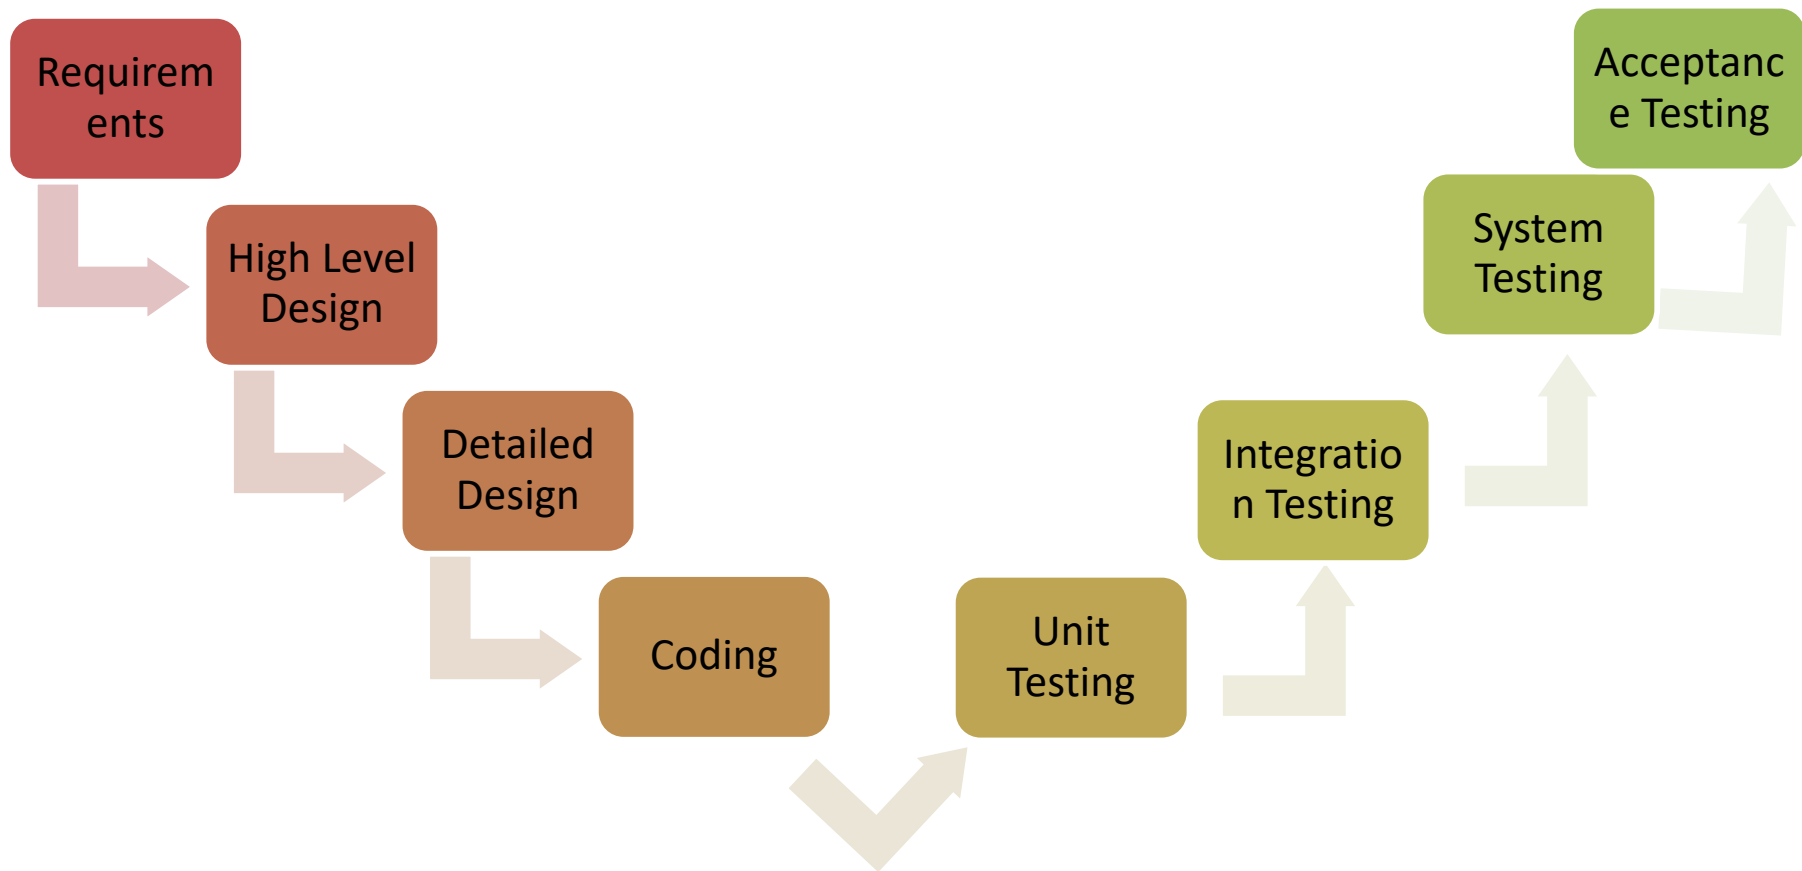 Requirem
ents
High Level
Design
Detailed
Design
Coding
Unit
Testing
Integratio
n Testing
System
Testing
Acceptanc
e Testing